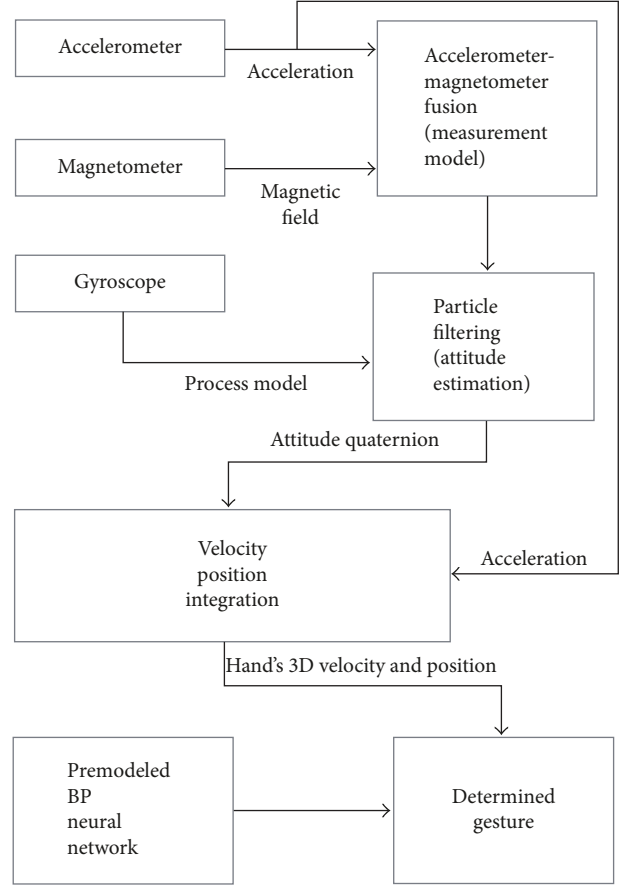 Accelerometer
Acceleration
Accelerometer-
magnetometer
fusion
(measurement
model)
Magnetometer
Magnetic
field
Gyroscope
Process model
Particle
filtering
(attitude
estimation)
Attitude quaternion
Velocity
position
integration
Acceleration
Hand's 3D velocity and position
Premodeled
BP
neural
network
Determined
gesture